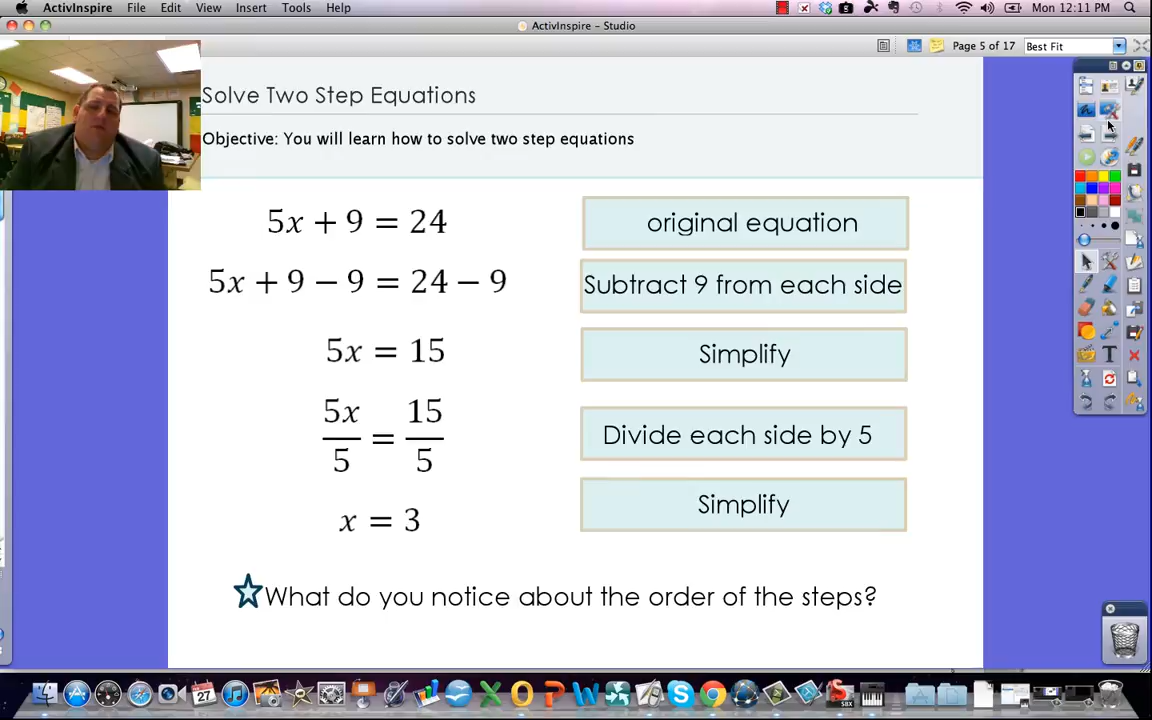 ActivInspire File Edit View Insert Tools Help Mon 12:11 PM
ActivInspire - Studio
Page 5 of 17 Best Fit
Solve Two Step Equations
Objective: You will learn how to solve two step equations
5x + 9 = 24 original equation
5x + 9 − 9 = 24 − 9 Subtract 9 from each side
5x = 15 Simplify
5x/5 = 15/5 Divide each side by 5
x = 3 Simplify
What do you notice about the order of the steps?